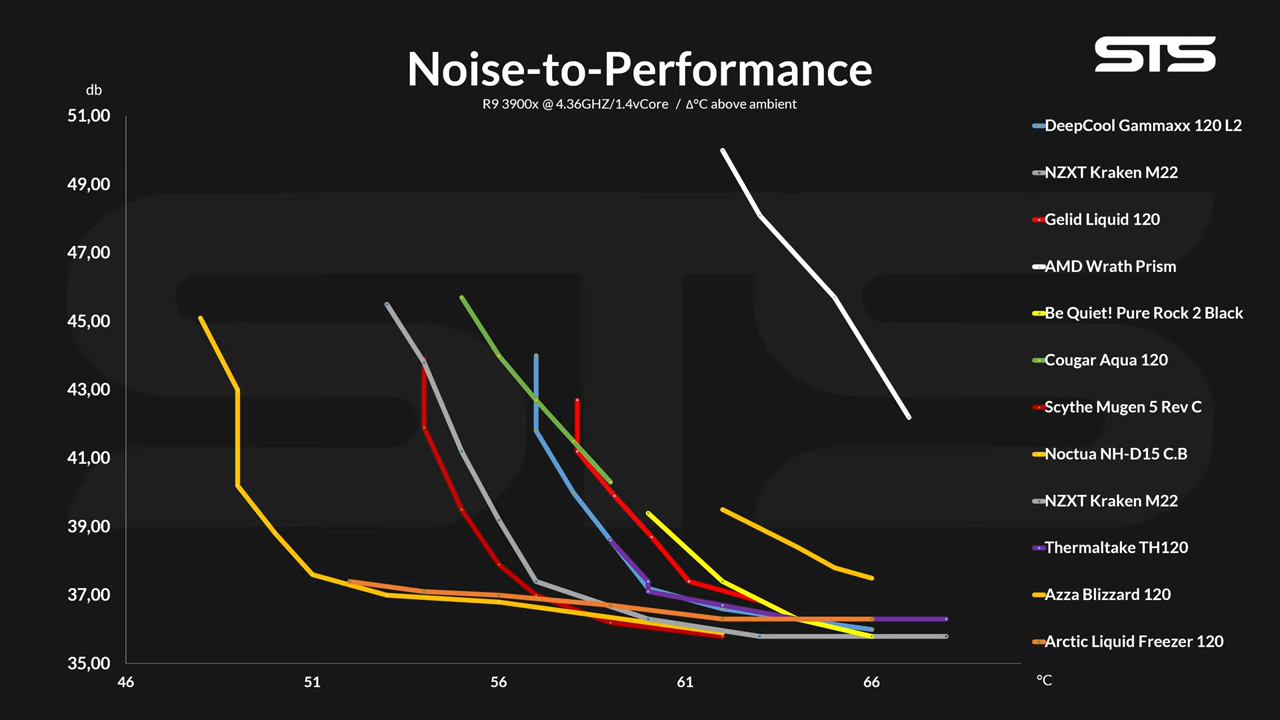 STS
Noise-to-Performance
R9 3900x @ 4.36GHZ/1.4vCore / Δ°C above ambient
db
51,00
49,00
47,00
45,00
43,00
41,00
39,00
37,00
35,00
46
51
56
61
66
°C
DeepCool Gammaxx 120 L2
NZXT Kraken M22
Gelid Liquid 120
AMD Wrath Prism
Be Quiet! Pure Rock 2 Black
Cougar Aqua 120
Scythe Mugen 5 Rev C
Noctua NH-D15 C.B
NZXT Kraken M22
Thermaltake TH120
Azza Blizzard 120
Arctic Liquid Freezer 120